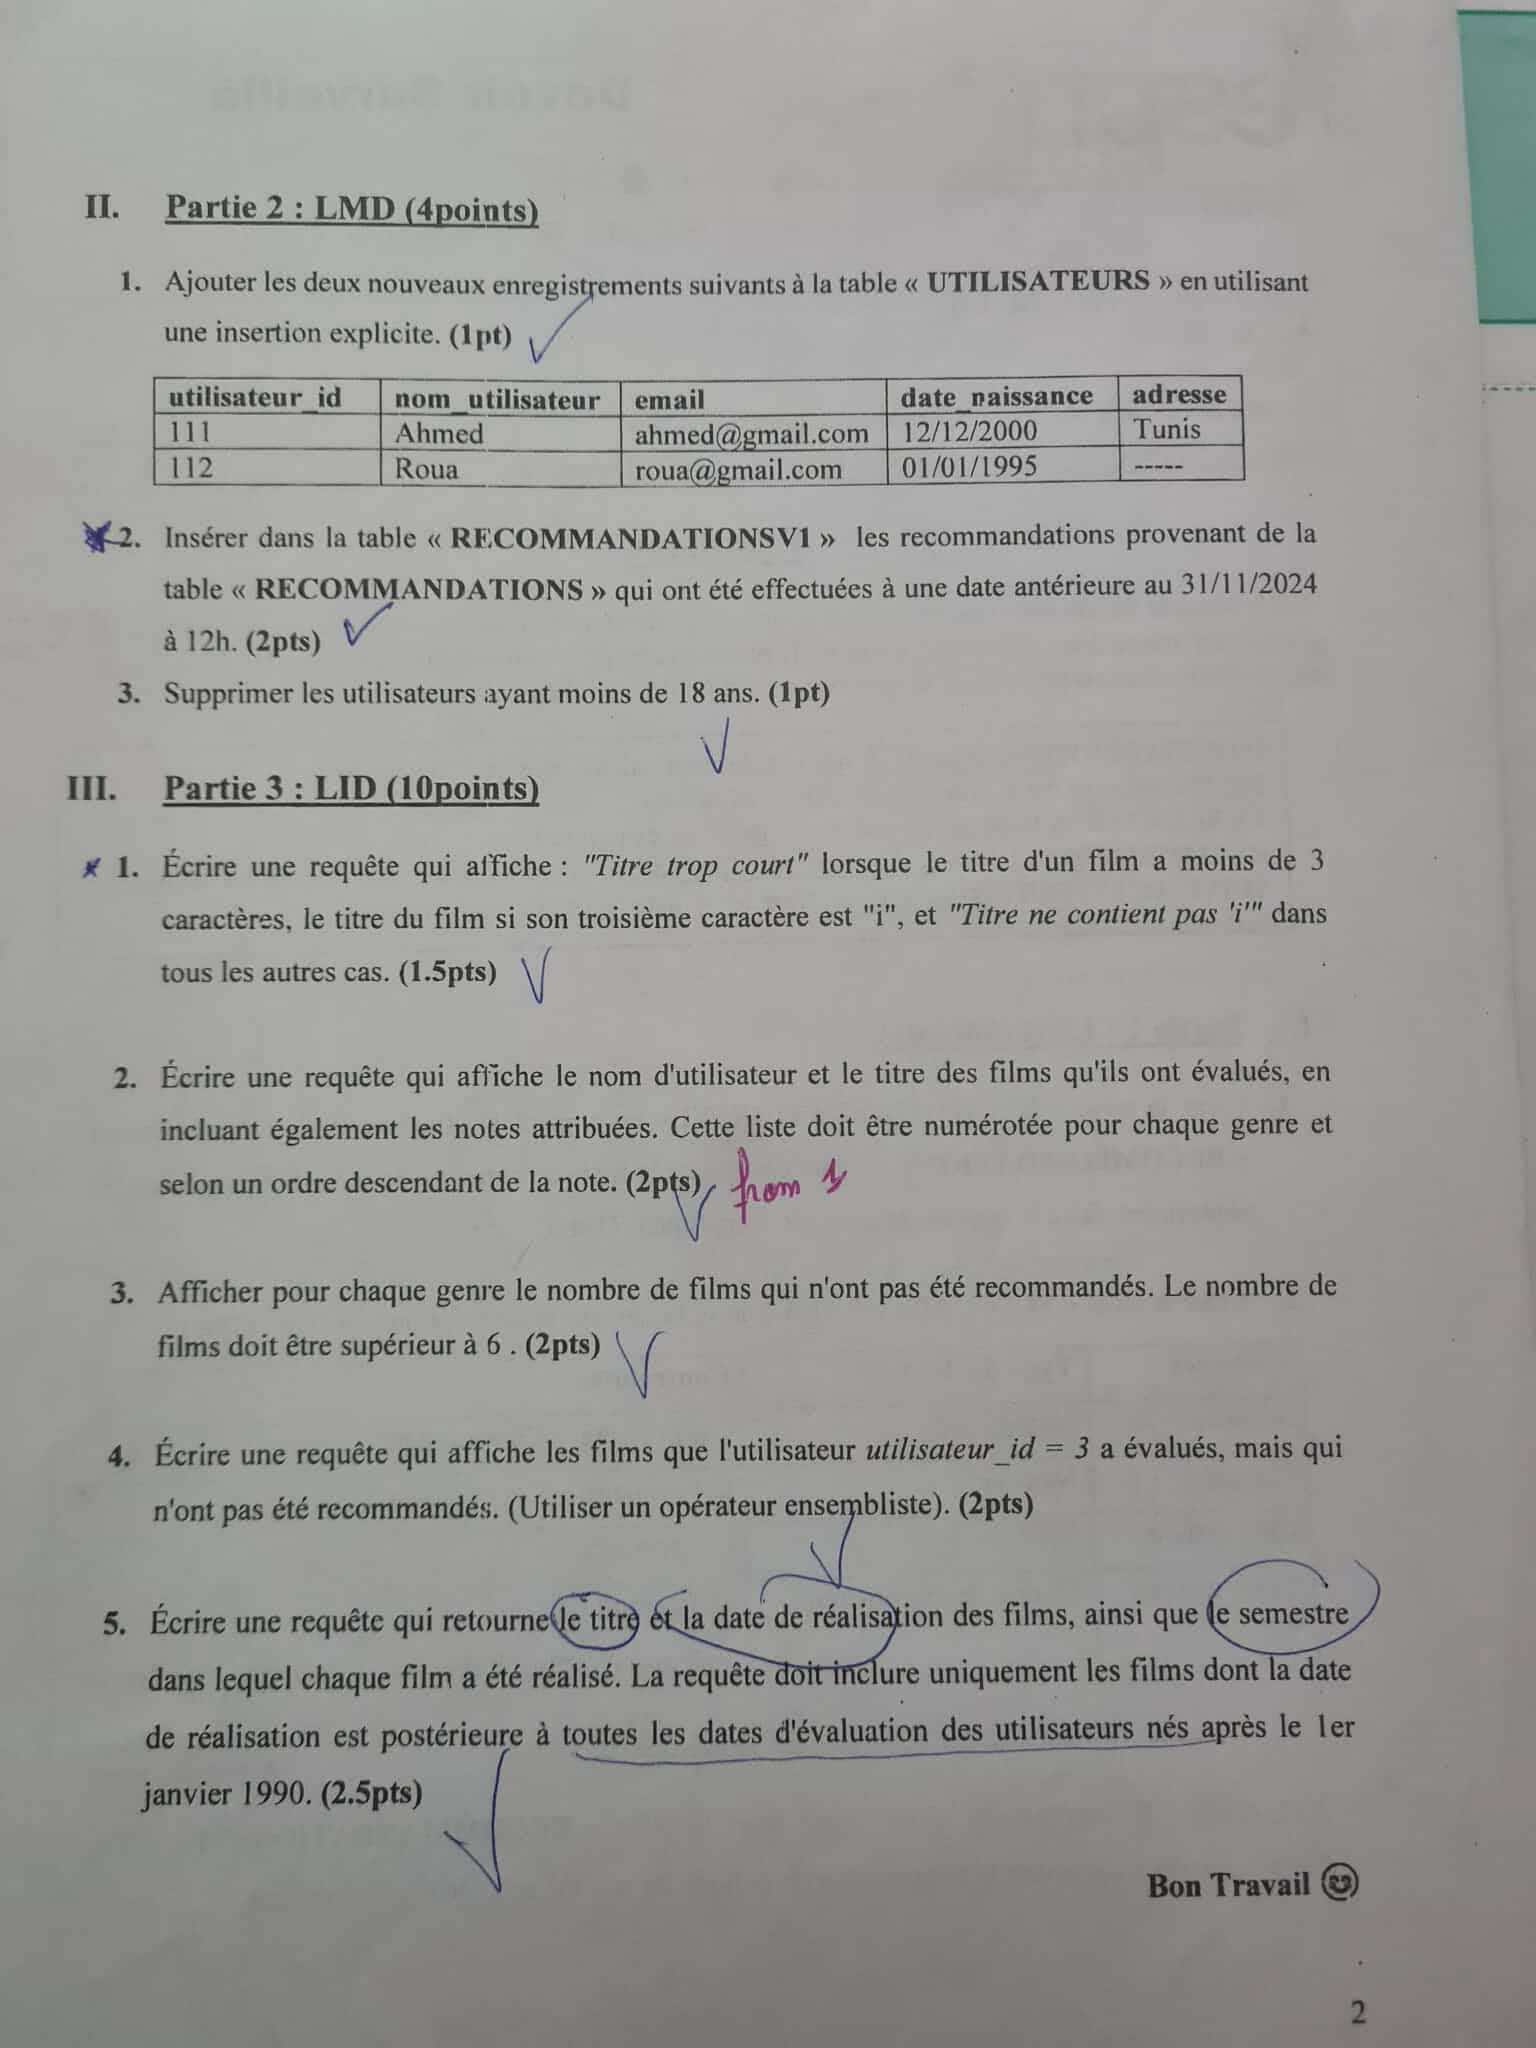 II. Partie 2 : LMD (4points)
1. Ajouter les deux nouveaux enregistrements suivants à la table « UTILISATEURS » en utilisant
une insertion explicite. (1pt)
utilisateur_id nom_utilisateur email date_naissance adresse
111 Ahmed ahmed@gmail.com 12/12/2000 Tunis
112 Roua roua@gmail.com 01/01/1995 -----
2. Insérer dans la table « RECOMMANDATIONSV1 » les recommandations provenant de la
table « RECOMMANDATIONS » qui ont été effectuées à une date antérieure au 31/11/2024
à 12h. (2pts)
3. Supprimer les utilisateurs ayant moins de 18 ans. (1pt)
III. Partie 3 : LID (10points)
1. Écrire une requête qui affiche : "Titre trop court" lorsque le titre d'un film a moins de 3
caractères, le titre du film si son troisième caractère est "i", et "Titre ne contient pas 'i'" dans
tous les autres cas. (1.5pts)
2. Écrire une requête qui affiche le nom d'utilisateur et le titre des films qu'ils ont évalués, en
incluant également les notes attribuées. Cette liste doit être numérotée pour chaque genre et
selon un ordre descendant de la note. (2pts) from
3. Afficher pour chaque genre le nombre de films qui n'ont pas été recommandés. Le nombre de
films doit être supérieur à 6 . (2pts)
4. Écrire une requête qui affiche les films que l'utilisateur utilisateur_id = 3 a évalués, mais qui
n'ont pas été recommandés. (Utiliser un opérateur ensembliste). (2pts)
5. Écrire une requête qui retourne le titre et la date de réalisation des films, ainsi que le semestre
dans lequel chaque film a été réalisé. La requête doit inclure uniquement les films dont la date
de réalisation est postérieure à toutes les dates d'évaluation des utilisateurs nés après le 1er
janvier 1990. (2.5pts)
Bon Travail
2